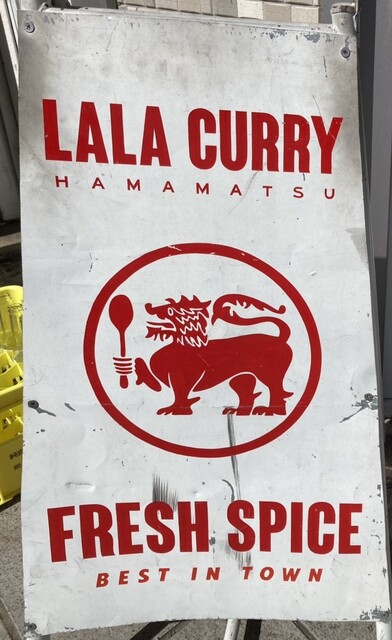 LALA CURRY
HAMAMATSU
FRESH SPICE
BEST IN TOWN